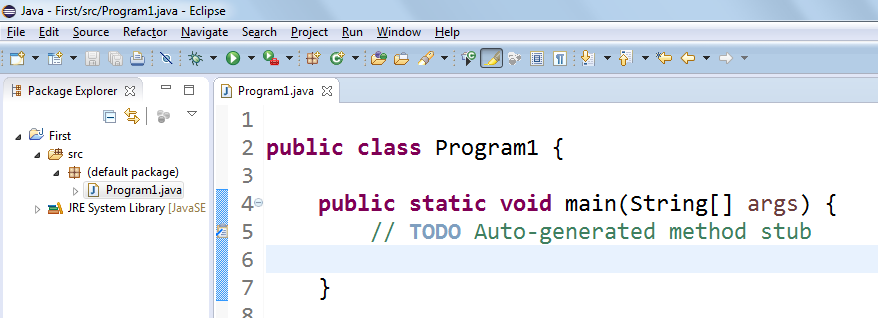 Java - First/src/Program1.java - Eclipse
File Edit Source Refactor Navigate Search Project Run Window Help
Package Explorer
First
src
(default package)
Program1.java
JRE System Library [JavaSE
Program1.java
1
2 public class Program1 {
3
4 public static void main(String[] args) {
5 // TODO Auto-generated method stub
6
7 }
8